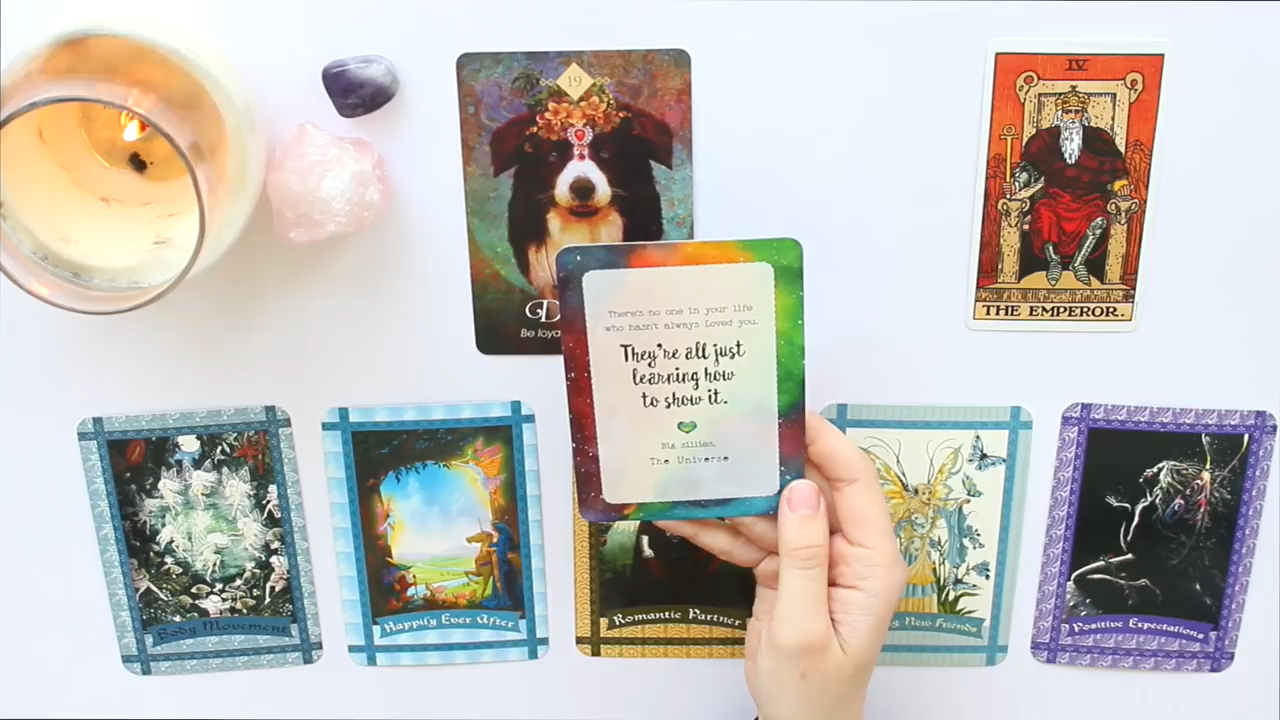 19
IV
D
Be loya
THE EMPEROR.
There's no one in your life
who hasn't always Loved you.
They're all just
learning how
to show it.
Big sillies.
The Universe
Body Movement
Happily Ever After
Romantic Partner
New Friends
Positive Expectations